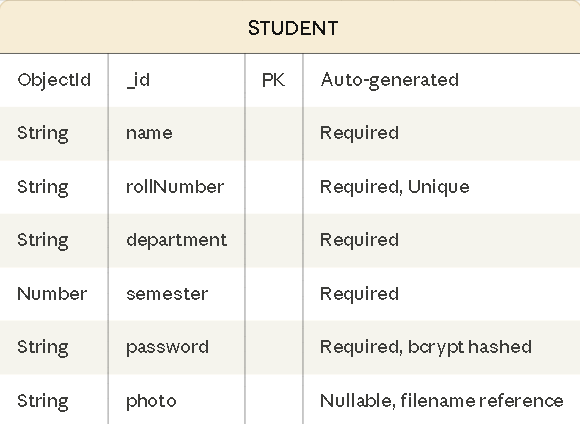 STUDENT
ObjectId _id PK Auto-generated
String name Required
String rollNumber Required, Unique
String department Required
Number semester Required
String password Required, bcrypt hashed
String photo Nullable, filename reference